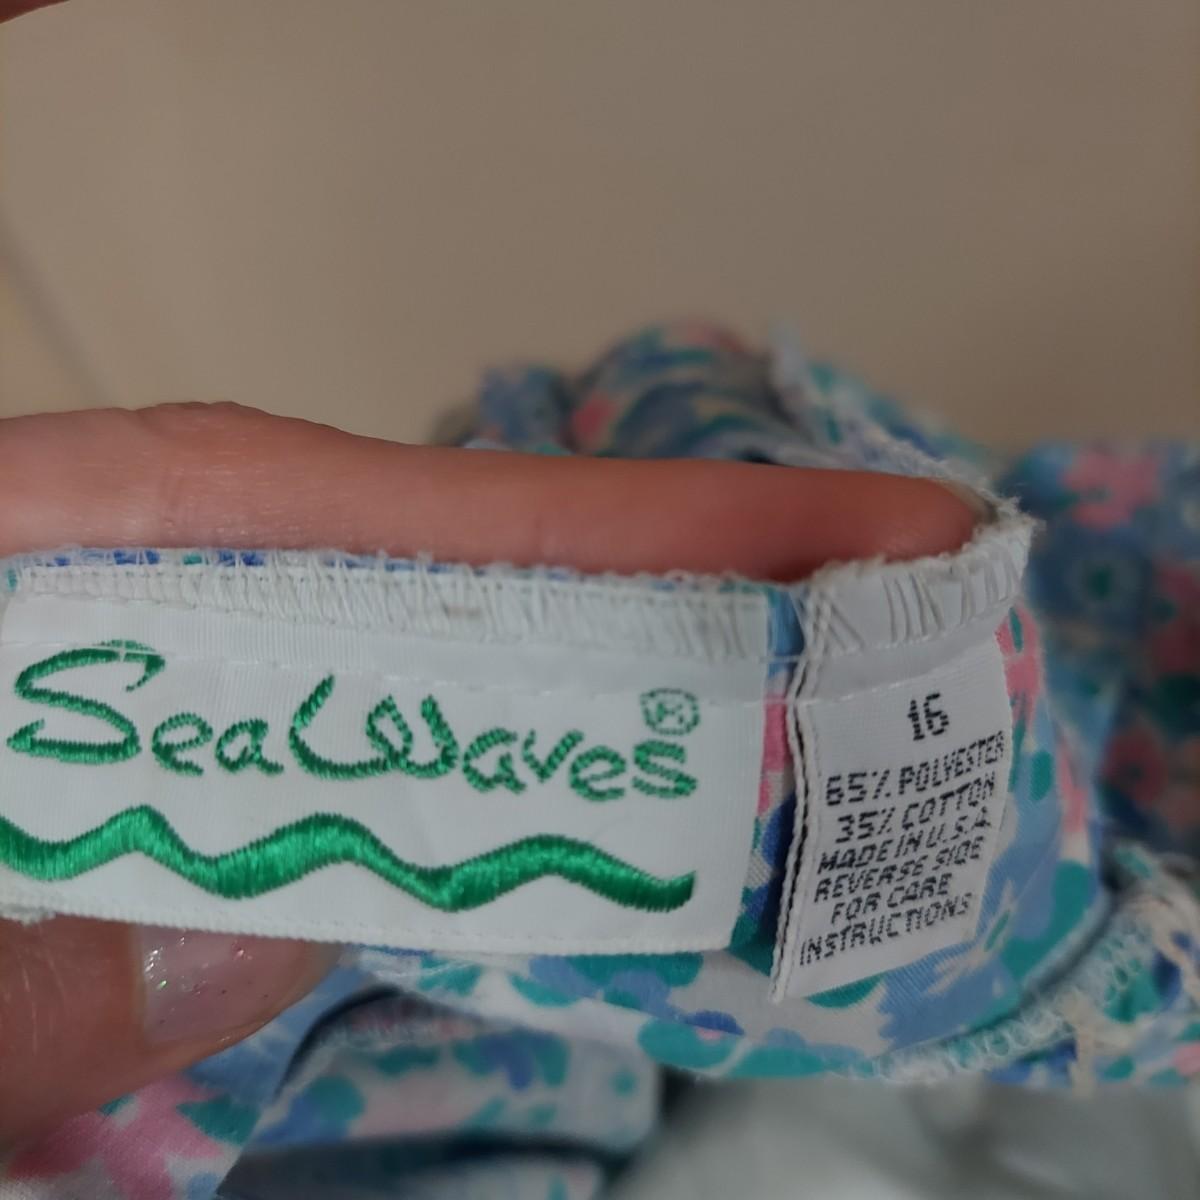 SeaWaves®
16
65% POLYESTER
35% COTTON
MADE IN U.S.A
REVERSE SIDE
FOR CARE
INSTRUCTIONS